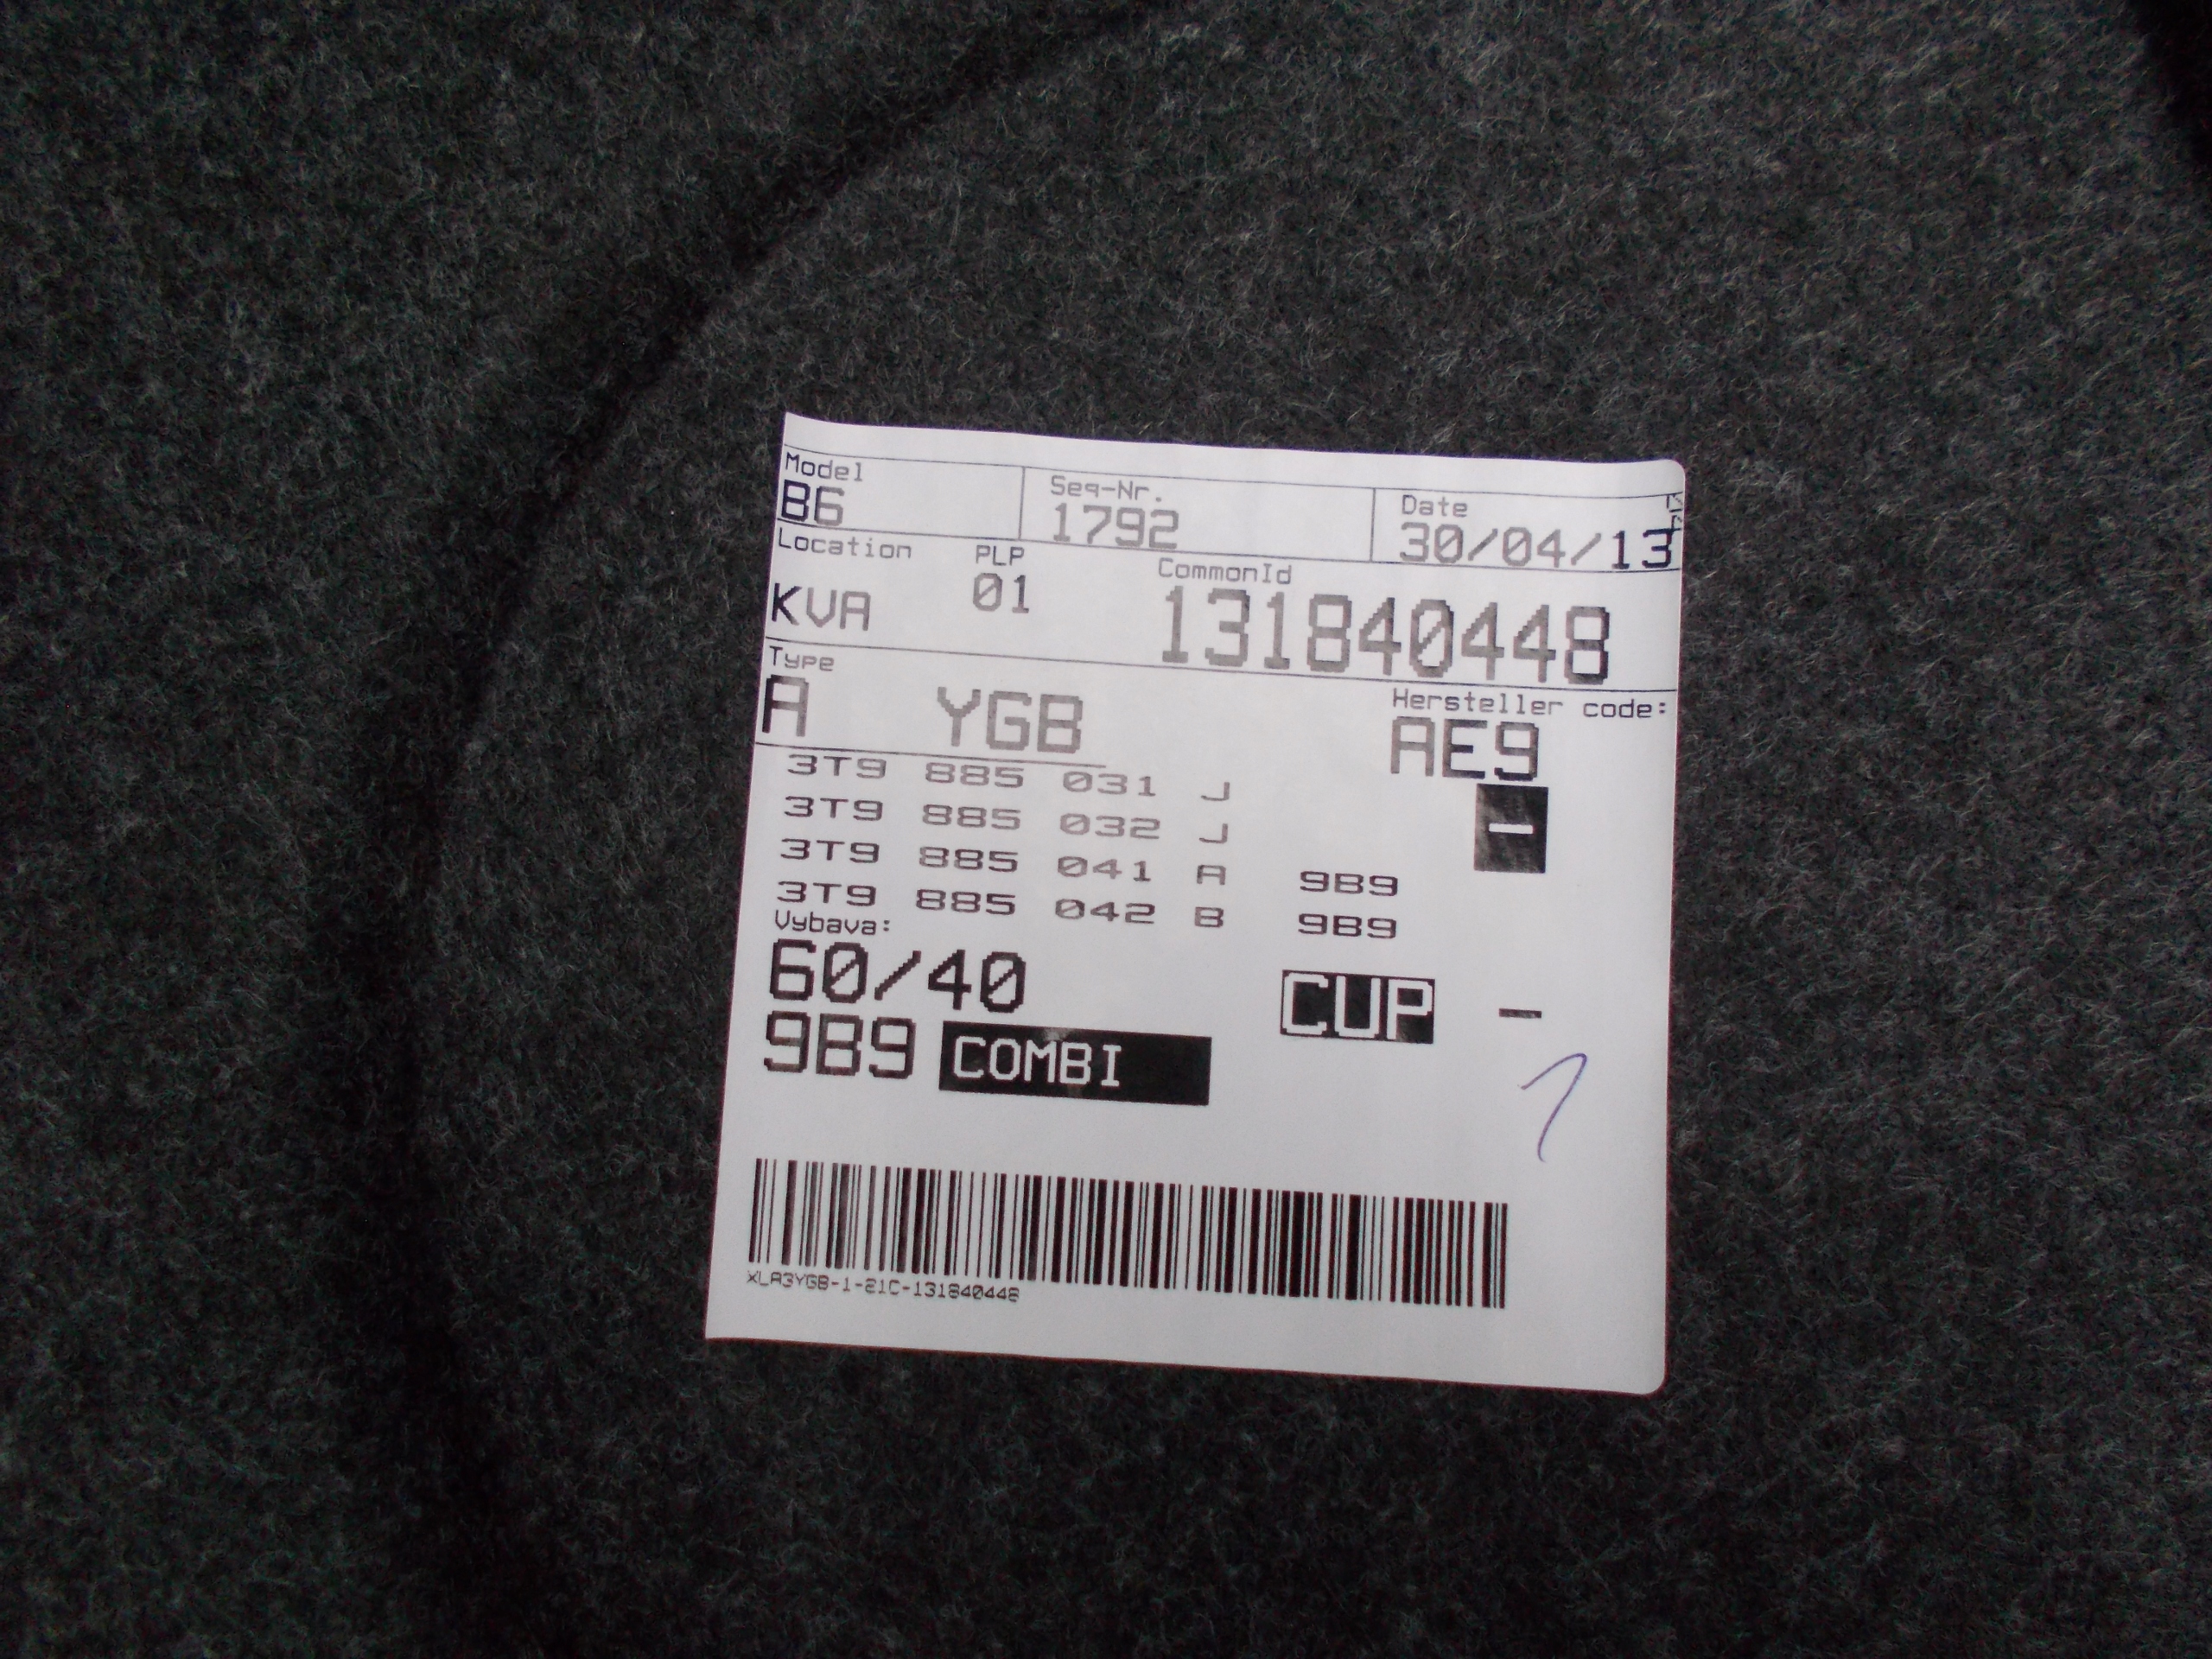 Model Seq-Nr. Date
B6 1792 30/04/13
Location PLP CommonId
KVA 01 131840448
Type Hersteller code:
A YGB AE9
3T9 885 031 J
3T9 885 032 J -
3T9 885 041 A 9B9
3T9 885 042 B 9B9
Vybava:
60/40 CUP -
9B9 COMBI
1
XLA3YGB-1-21C-131840448